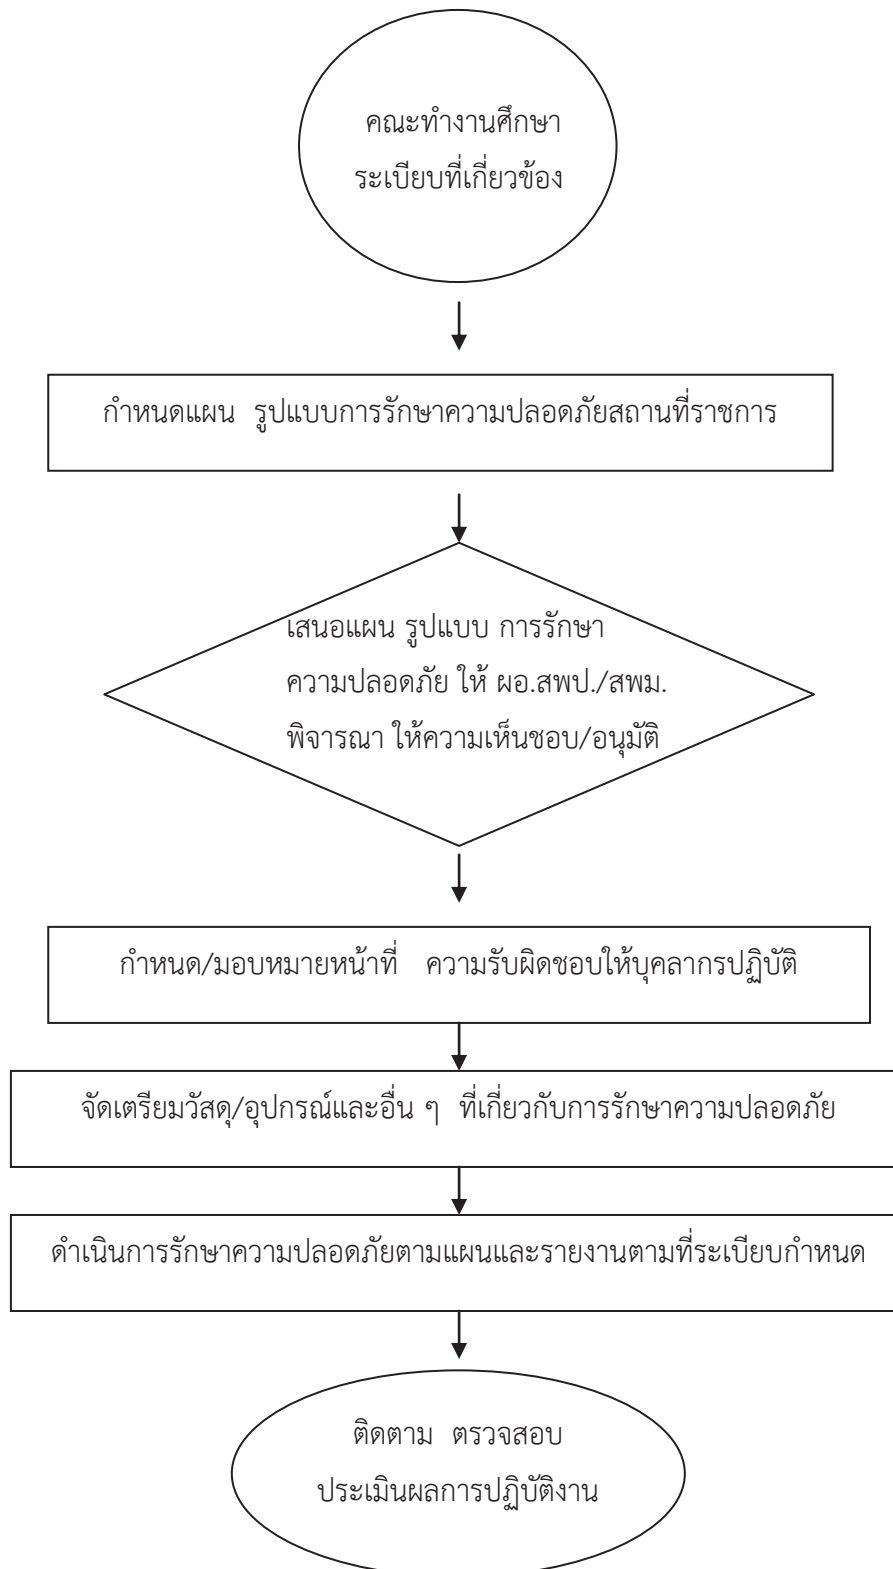 คณะทำงานศึกษา
ระเบียบที่เกี่ยวข้อง
กำหนดแผน  รูปแบบการรักษาความปลอดภัยสถานที่ราชการ
เสนอแผน รูปแบบ การรักษา
ความปลอดภัย ให้ ผอ.สพป./สพม.
พิจารณา ให้ความเห็นชอบ/อนุมัติ
กำหนด/มอบหมายหน้าที่  ความรับผิดชอบให้บุคลากรปฏิบัติ
จัดเตรียมวัสดุ/อุปกรณ์และอื่น ๆ  ที่เกี่ยวกับการรักษาความปลอดภัย
ดำเนินการรักษาความปลอดภัยตามแผนและรายงานตามที่ระเบียบกำหนด
ติดตาม  ตรวจสอบ
ประเมินผลการปฏิบัติงาน